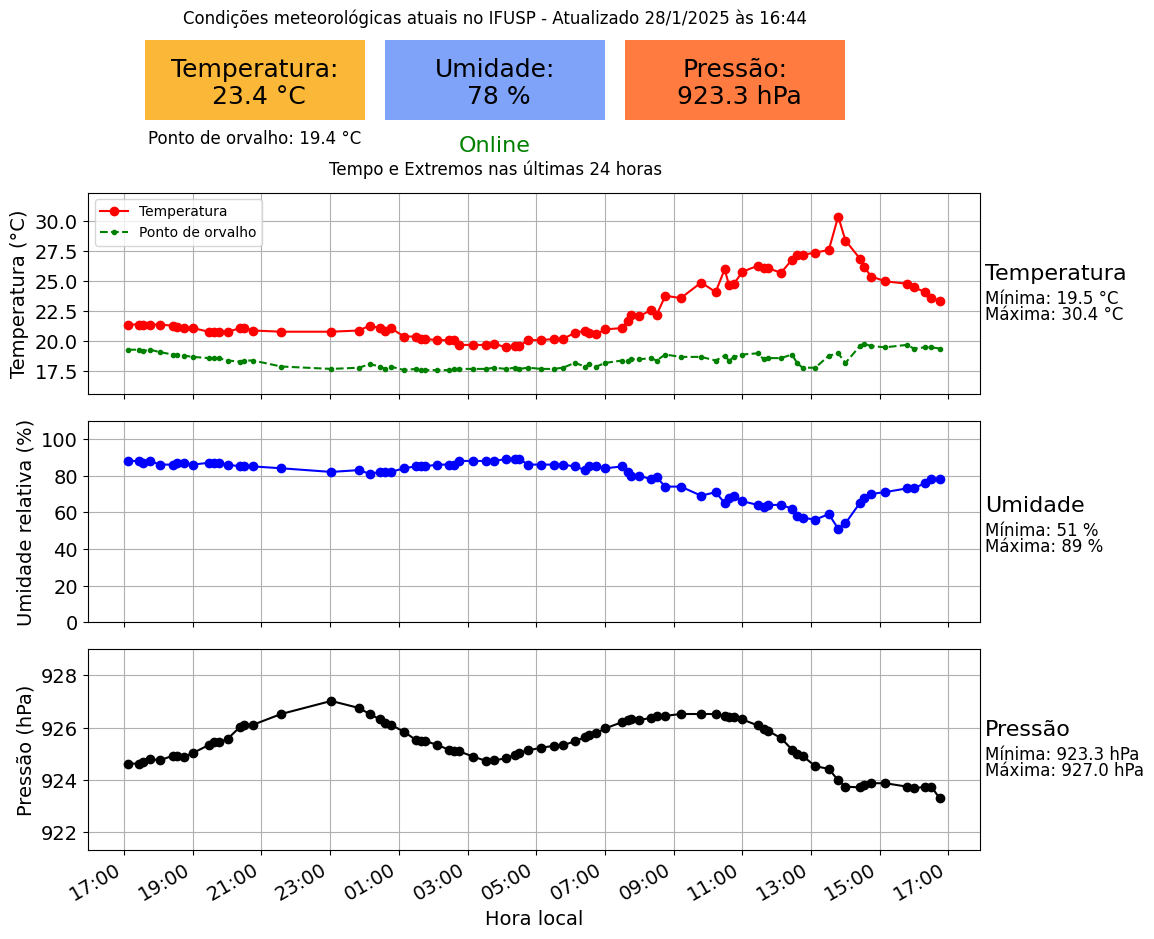 Condições meteorológicas atuais no IFUSP - Atualizado 28/1/2025 às 16:44
Temperatura:
23.4 °C
Umidade:
78 %
Pressão:
923.3 hPa
Ponto de orvalho: 19.4 °C
Online
Tempo e Extremos nas últimas 24 horas
Temperatura (°C)
30.0
27.5
25.0
22.5
20.0
17.5
Temperatura
Ponto de orvalho
Temperatura
Mínima: 19.5 °C
Máxima: 30.4 °C
Umidade relativa (%)
100
80
60
40
20
0
Umidade
Mínima: 51 %
Máxima: 89 %
Pressão (hPa)
928
926
924
922
Pressão
Mínima: 923.3 hPa
Máxima: 927.0 hPa
17:00 19:00 21:00 23:00 01:00 03:00 05:00 07:00 09:00 11:00 13:00 15:00 17:00
Hora local